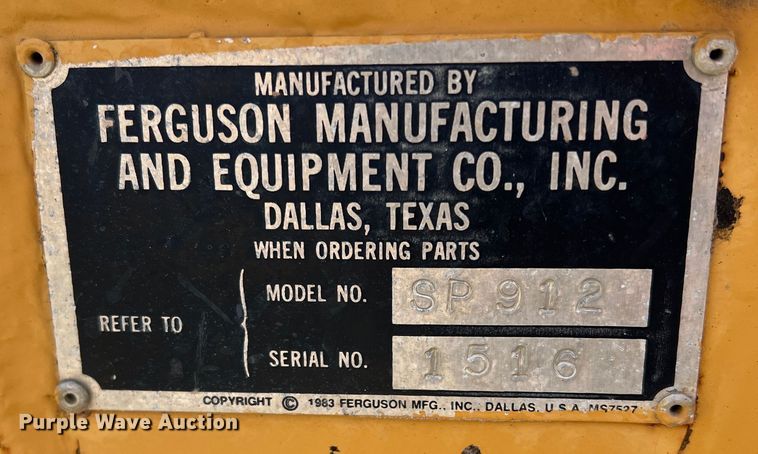 MANUFACTURED BY
FERGUSON MANUFACTURING
AND EQUIPMENT CO., INC.
DALLAS, TEXAS
WHEN ORDERING PARTS
REFER TO
MODEL NO. SP 912
SERIAL NO. 1516
COPYRIGHT © 1983 FERGUSON MFG., INC., DALLAS, U.S.A. MS7527
Purple Wave Auction